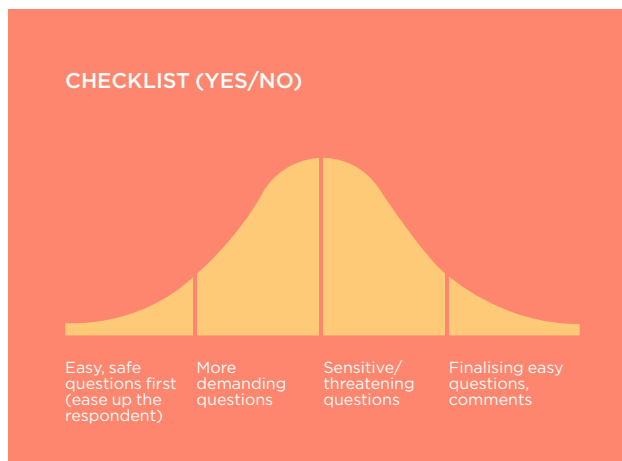 CHECKLIST (YES/NO)
Easy, safe
questions first
(ease up the
respondent)
More
demanding
questions
Sensitive/
threatening
questions
Finalising easy
questions,
comments